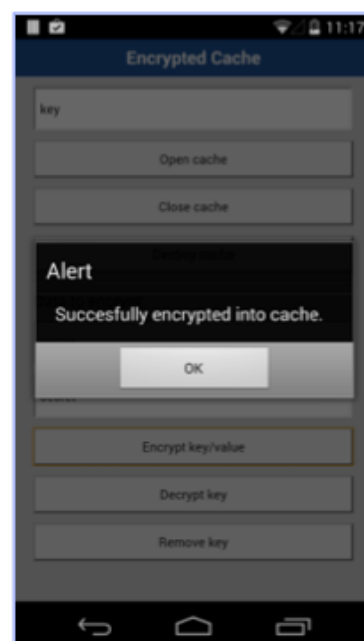 11:17
Encrypted Cache
key
Open cache
Close cache
Alert
Succesfully encrypted into cache.
OK
Encrypt key/value
Decrypt key
Remove key